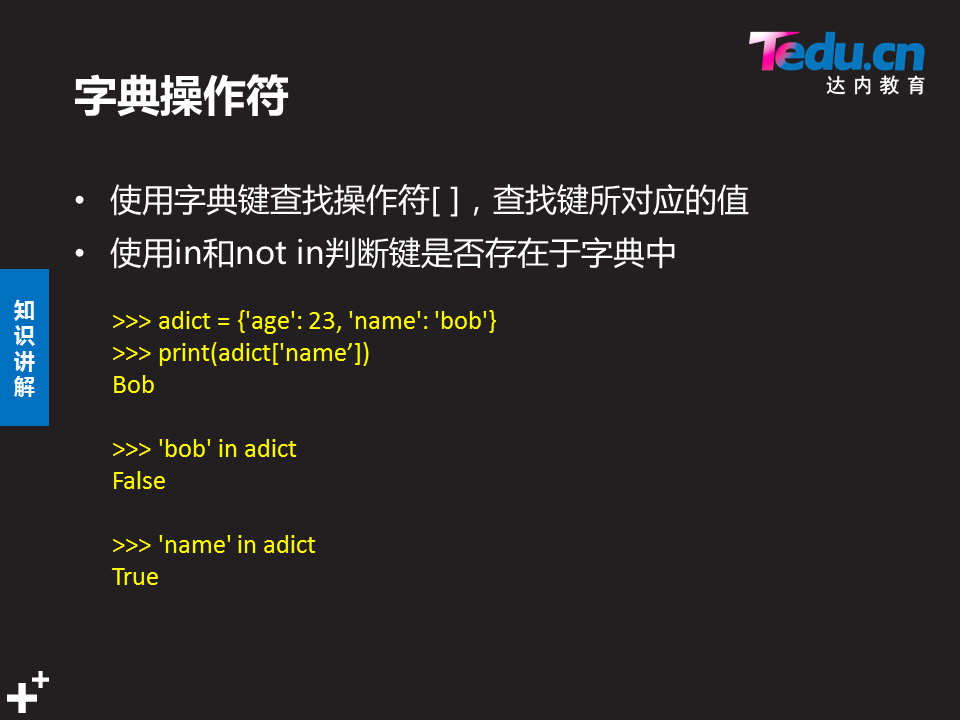 Tedu.cn
达内教育
字典操作符
• 使用字典键查找操作符[ ]，查找键所对应的值
• 使用in和not in判断键是否存在于字典中
知识讲解
>>> adict = {'age': 23, 'name': 'bob'}
>>> print(adict['name’])
Bob
>>> 'bob' in adict
False
>>> 'name' in adict
True